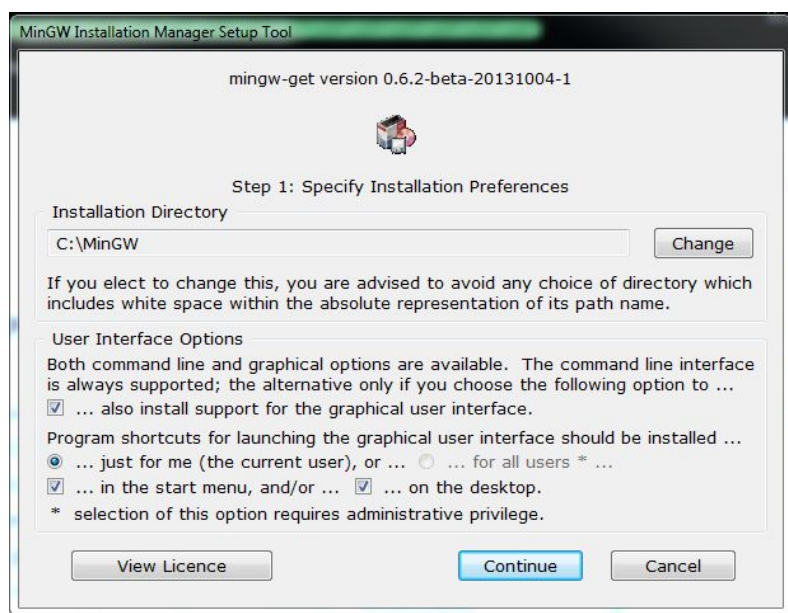 MinGW Installation Manager Setup Tool
mingw-get version 0.6.2-beta-20131004-1
Step 1: Specify Installation Preferences
Installation Directory
C:\MinGW
Change
If you elect to change this, you are advised to avoid any choice of directory which
includes white space within the absolute representation of its path name.
User Interface Options
Both command line and graphical options are available. The command line interface
is always supported; the alternative only if you choose the following option to ...
... also install support for the graphical user interface.
Program shortcuts for launching the graphical user interface should be installed ...
... just for me (the current user), or ... ... for all users * ...
... in the start menu, and/or ... ... on the desktop.
* selection of this option requires administrative privilege.
View Licence Continue Cancel